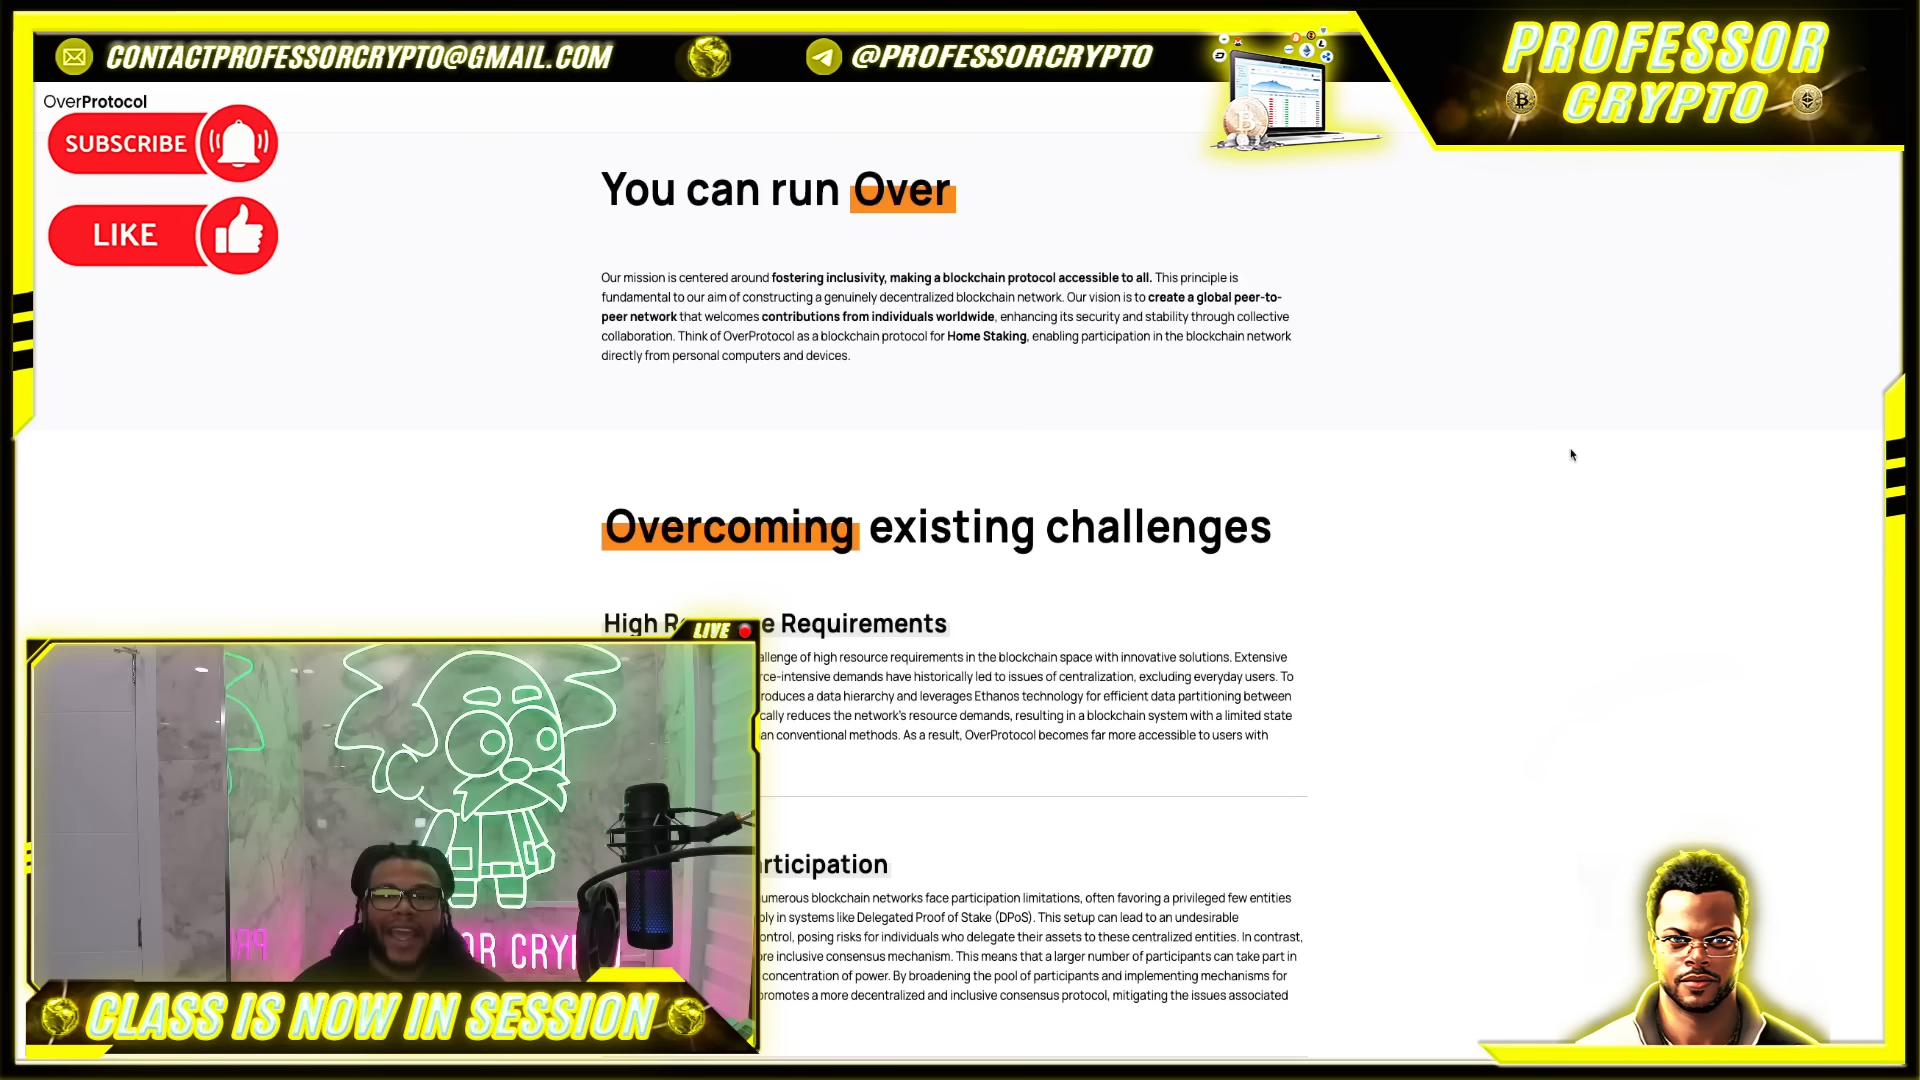 CONTACTPROFESSORCRYPTO@GMAIL.COM
@PROFESSORCRYPTO
PROFESSOR
CRYPTO
OverProtocol
SUBSCRIBE
LIKE
You can run Over
Our mission is centered around fostering inclusivity, making a blockchain protocol accessible to all. This principle is
fundamental to our aim of constructing a genuinely decentralized blockchain network. Our vision is to create a global peer-to-
peer network that welcomes contributions from individuals worldwide, enhancing its security and stability through collective
collaboration. Think of OverProtocol as a blockchain protocol for Home Staking, enabling participation in the blockchain network
directly from personal computers and devices.
Overcoming existing challenges
High Requirements
of high resource requirements in the blockchain space with innovative solutions. Extensive
demands have historically led to issues of centralization, excluding everyday users. To
a data hierarchy and leverages Ethanos technology for efficient data partitioning between
reduces the network's resource demands, resulting in a blockchain system with a limited state
conventional methods. As a result, OverProtocol becomes far more accessible to users with
blockchain networks face participation limitations, often favoring a privileged few entities
in systems like Delegated Proof of Stake (DPoS). This setup can lead to an undesirable
posing risks for individuals who delegate their assets to these centralized entities. In contrast,
inclusive consensus mechanism. This means that a larger number of participants can take part in
concentration of power. By broadening the pool of participants and implementing mechanisms for
promotes a more decentralized and inclusive consensus protocol, mitigating the issues associated
LIVE
OR CRYP
CLASS IS NOW IN SESSION